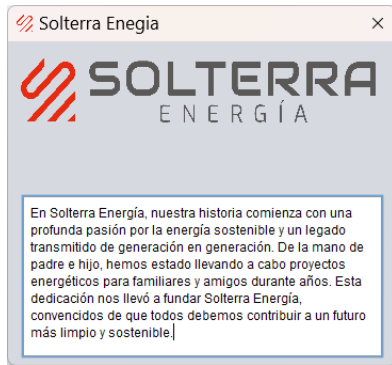 Solterra Enegia
SOLTERRA
ENERGÍA
En Solterra Energía, nuestra historia comienza con una
profunda pasión por la energía sostenible y un legado
transmitido de generación en generación. De la mano de
padre e hijo, hemos estado llevando a cabo proyectos
energéticos para familiares y amigos durante años. Esta
dedicación nos llevó a fundar Solterra Energía,
convencidos de que todos debemos contribuir a un futuro
más limpio y sostenible.